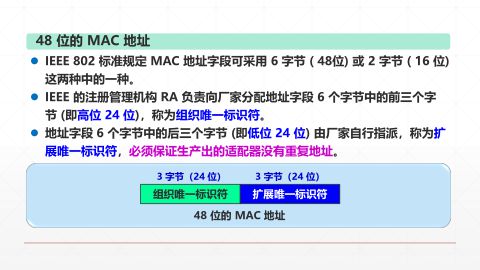 48 位的 MAC 地址
IEEE 802 标准规定 MAC 地址字段可采用 6 字节 ( 48位) 或 2 字节 ( 16 位)
这两种中的一种。
IEEE 的注册管理机构 RA 负责向厂家分配地址字段 6 个字节中的前三个字
节 (即高位 24 位)，称为组织唯一标识符。
地址字段 6 个字节中的后三个字节 (即低位 24 位) 由厂家自行指派，称为扩
展唯一标识符，必须保证生产出的适配器没有重复地址。
3 字节（24 位） 3 字节（24 位）
组织唯一标识符 扩展唯一标识符
48 位的 MAC 地址